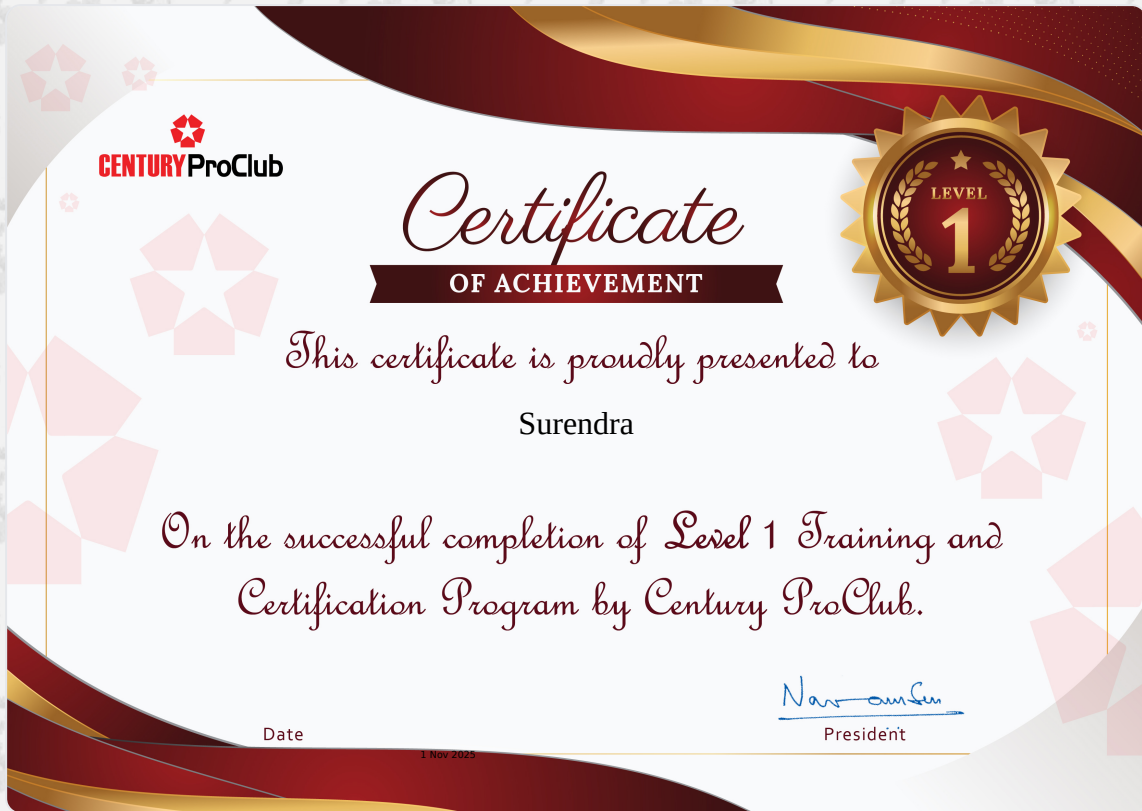 CENTURY ProClub
LEVEL
1
Certificate
OF ACHIEVEMENT
This certificate is proudly presented to
Surendra
On the successful completion of Level 1 Training and
Certification Program by Century ProClub.
Date
President
1 Nov 2025